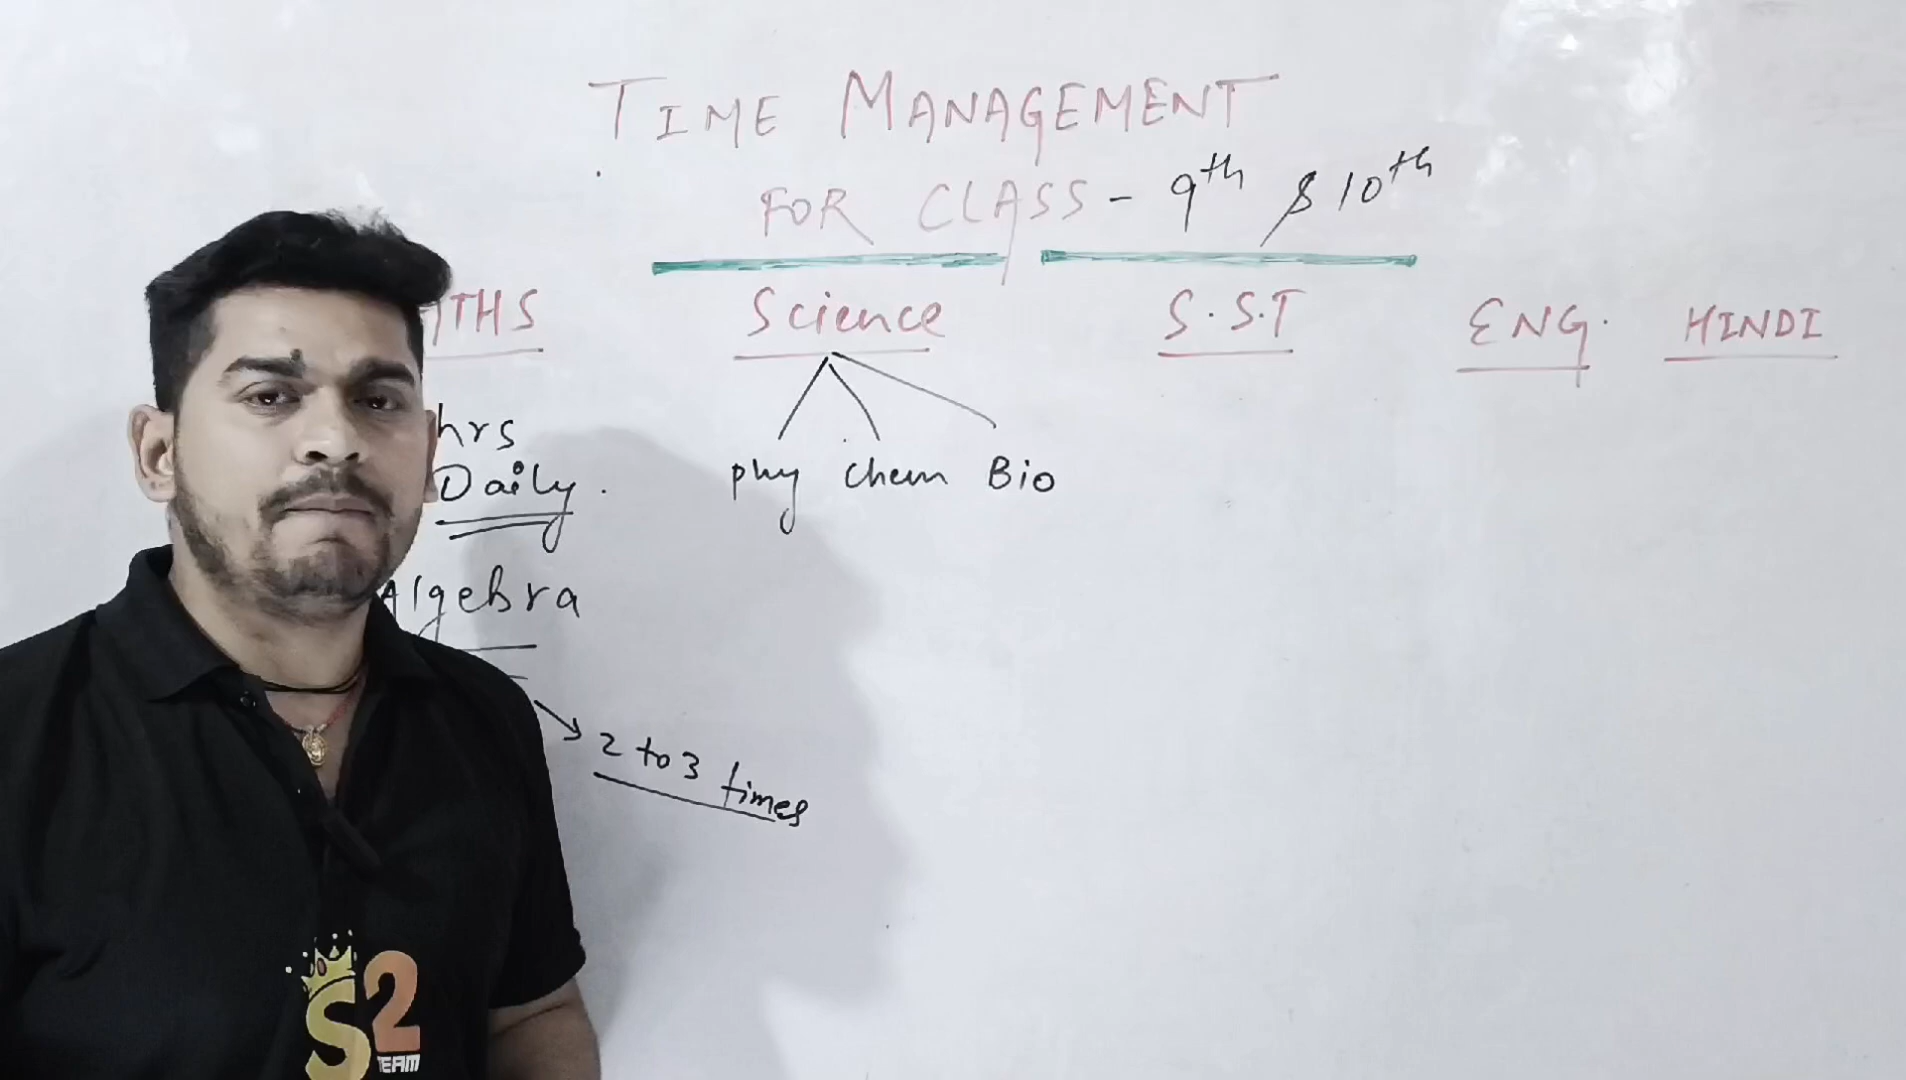 TIME MANAGEMENT
FOR CLASS - 9th & 10th
THS Science S.S.T ENG. HINDI
hrs
Daily.
phy chem Bio
Algebra
2 to 3 times
S2
TEAM